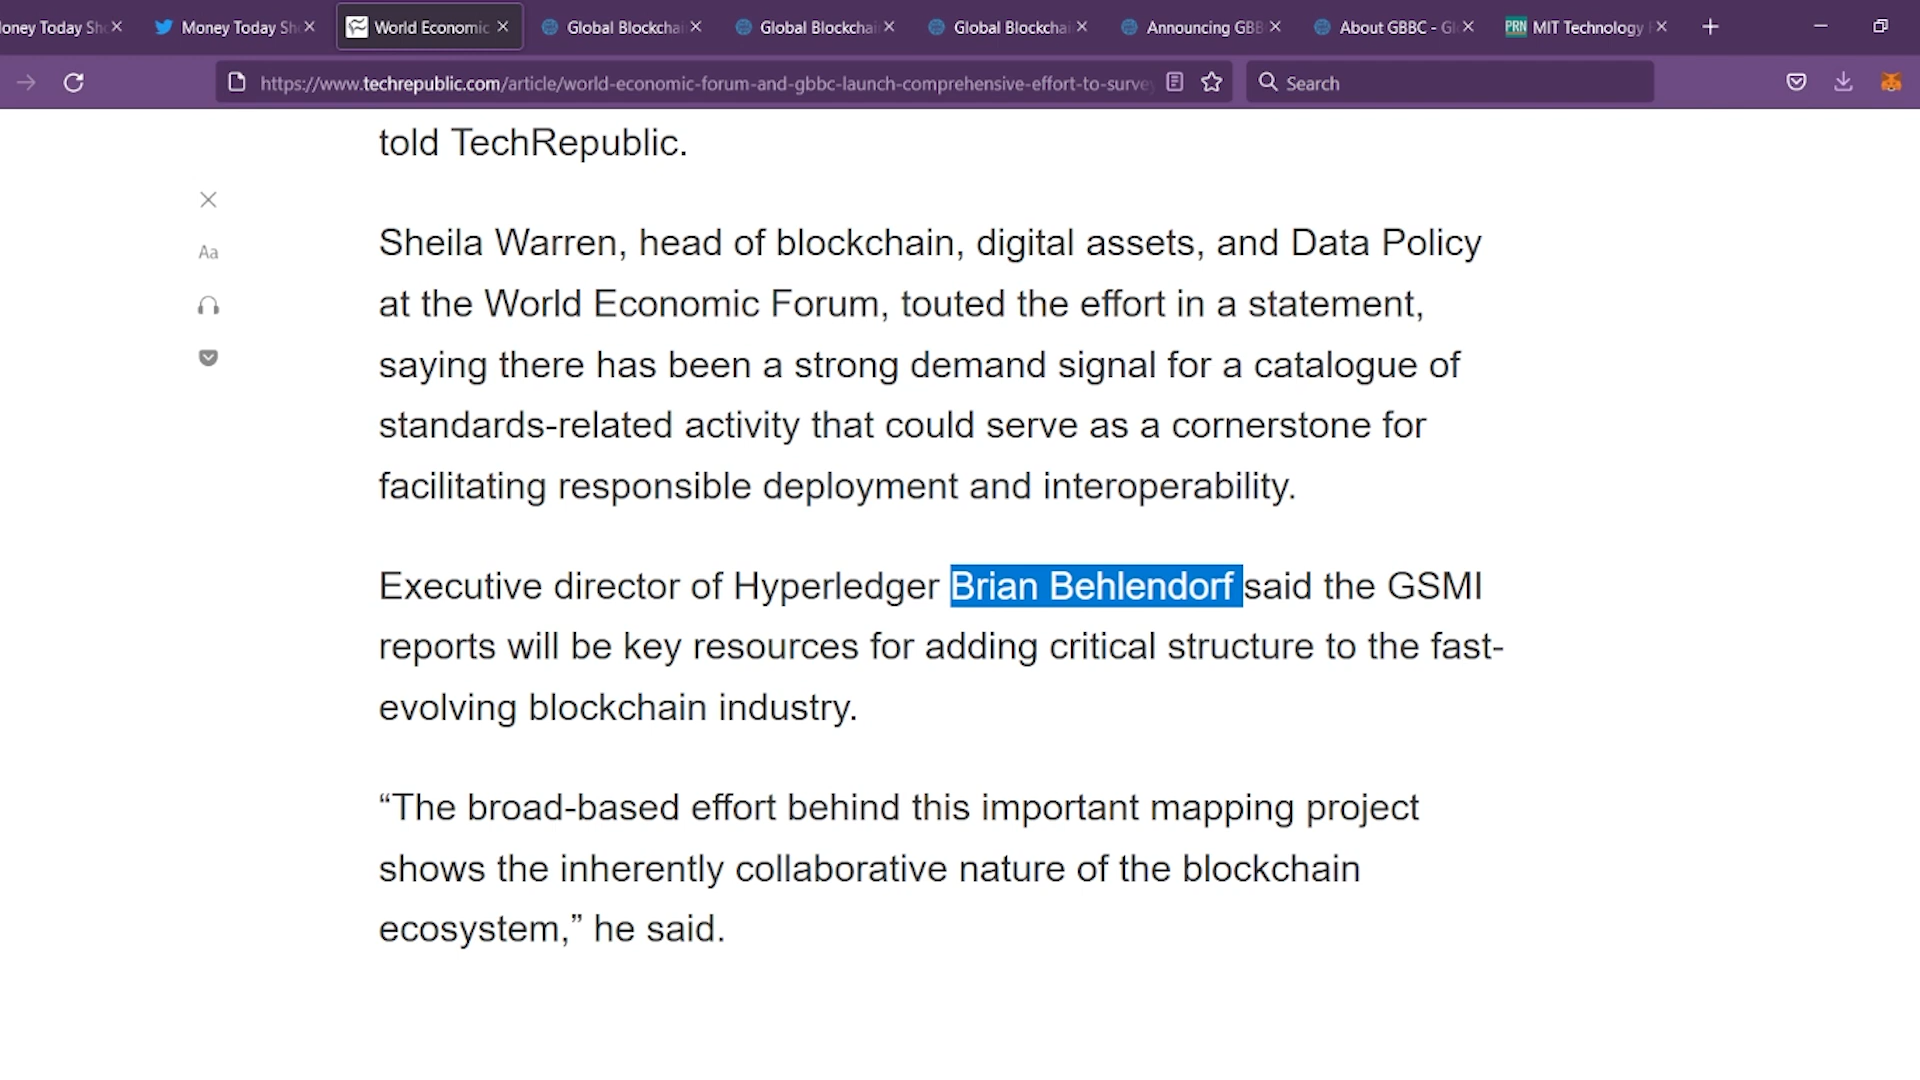 oney Today Sh
Money Today Sh
World Economic
Global Blockchai
Global Blockchain
Global Blockchai
Announcing GBB
About GBBC - Gl
PRN MIT Technology
https://www.techrepublic.com/article/world-economic-forum-and-gbbc-launch-comprehensive-effort-to-surve
Search
told TechRepublic.
Aa
Sheila Warren, head of blockchain, digital assets, and Data Policy
at the World Economic Forum, touted the effort in a statement,
saying there has been a strong demand signal for a catalogue of
standards-related activity that could serve as a cornerstone for
facilitating responsible deployment and interoperability.
Executive director of Hyperledger Brian Behlendorf said the GSMI
reports will be key resources for adding critical structure to the fast-
evolving blockchain industry.
“The broad-based effort behind this important mapping project
shows the inherently collaborative nature of the blockchain
ecosystem,” he said.